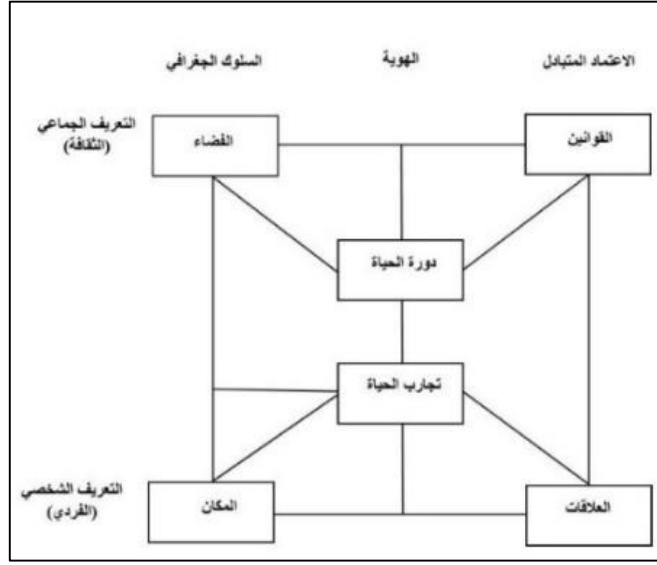 الاعتماد المتبادل
الهوية
السلوك الجغرافي
التعريف الجماعي
(الثقافة)
القوانين
الفضاء
دورة الحياة
تجارب الحياة
التعريف الشخصي
(الفردي)
العلاقات
المكان